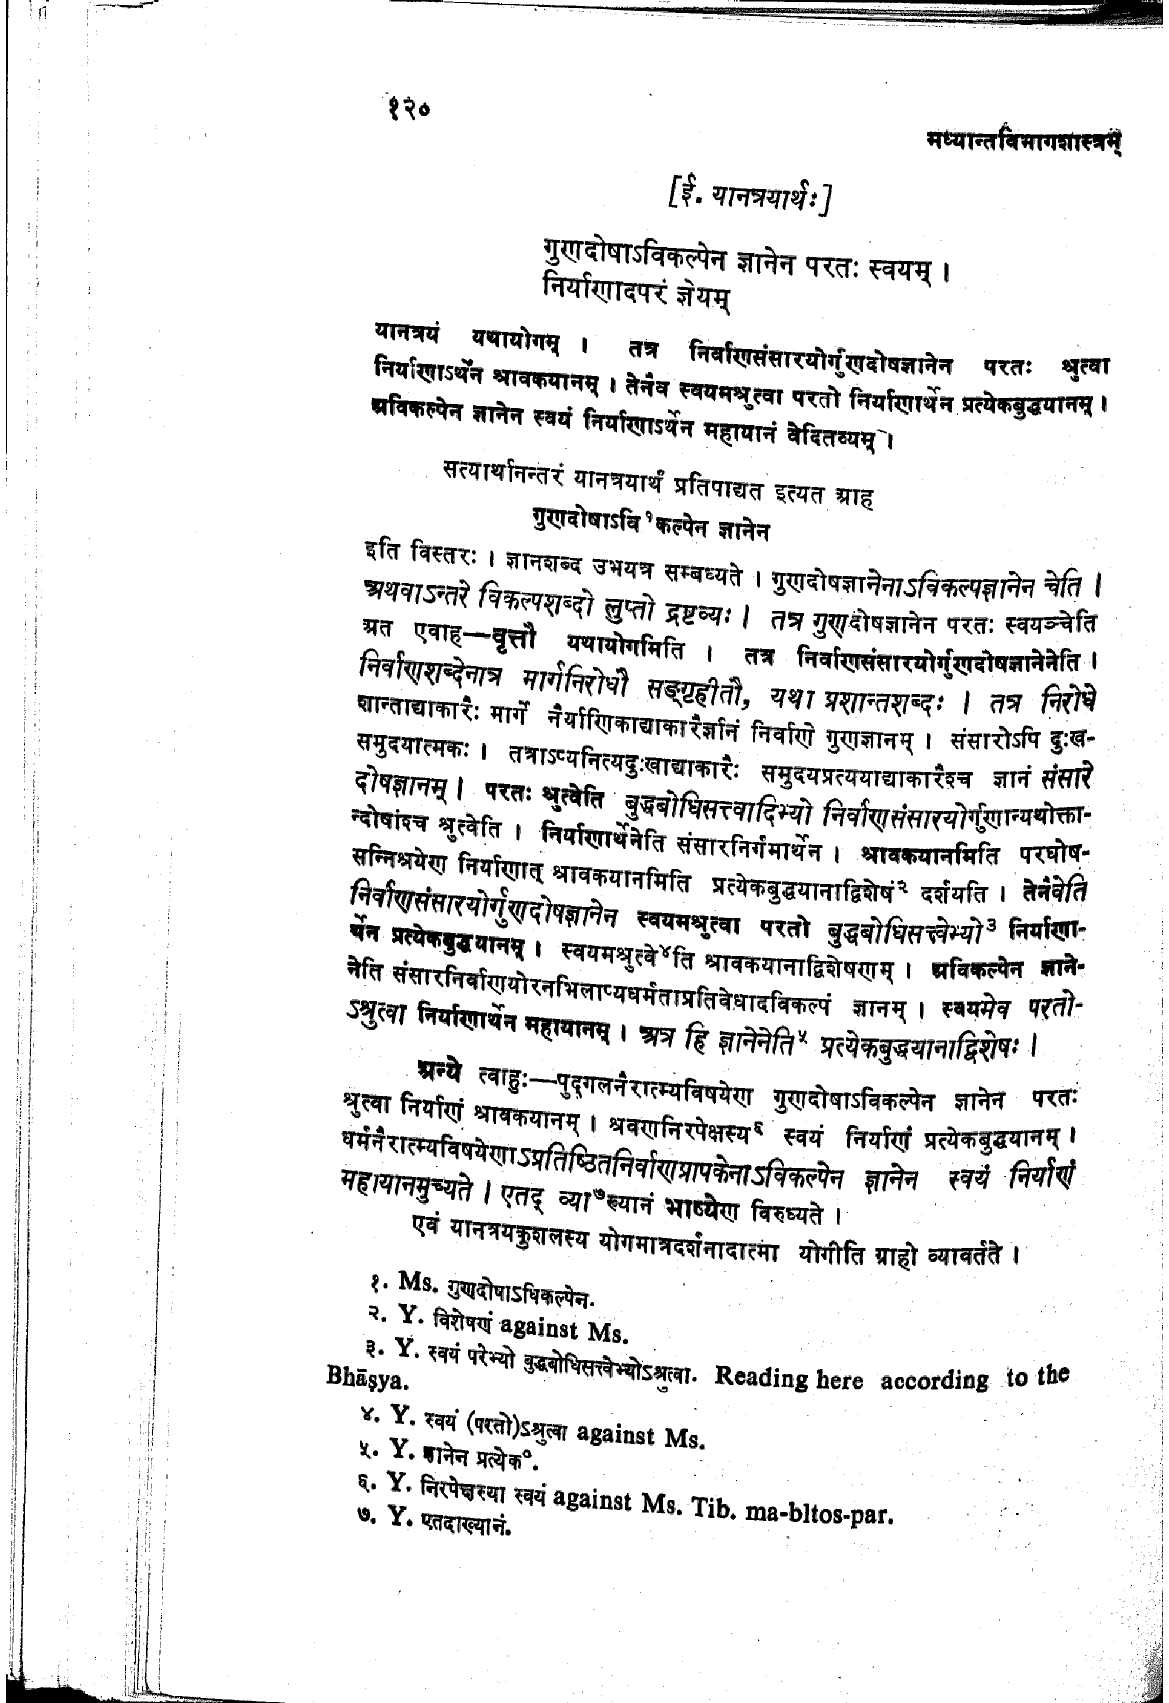 १२०
मध्यान्तविभागशास्त्रम्
[ई. यानत्रयार्थः]
गुणदोषाऽविकल्पेन ज्ञानेन परतः स्वयम् ।
निर्याणादपरं ज्ञेयम्
यानत्रयं यथायोगम् । तत्र निर्वाणसंसारयोर्गुणदोषज्ञानेन परतः श्रुत्वा
निर्याणाऽर्थेन श्रावकयानम् । तेनैव स्वयमश्रुत्वा परतो निर्याणार्थेन प्रत्येकबुद्धयानम् ।
अविकल्पेन ज्ञानेन स्वयं निर्याणाऽर्थेन महायानं वेदितव्यम् ।
सत्यार्थानन्तरं यानत्रयार्थं प्रतिपाद्यत इत्यत आह
गुणदोषाऽवि१कल्पेन ज्ञानेन
इति विस्तरः । ज्ञानशब्द उभयत्र सम्बध्यते । गुणदोषज्ञानेनाऽविकल्पज्ञानेन चेति ।
अथवाऽन्तरे विकल्पशब्दो लुप्तो द्रष्टव्यः । तत्र गुणदोषज्ञानेन परतः स्वयञ्चेति
अत एवाह—वृत्तौ यथायोगमिति । तत्र निर्वाणसंसारयोर्गुणदोषज्ञानेनेति ।
निर्वाणशब्देनात्र मार्गनिरोधौ सङ्गृहीतौ, यथा प्रशान्तशब्दः । तत्र निरोधे
शान्ताद्याकारैः मार्गे नैर्याणिकाद्याकारैर्ज्ञानं निर्वाणे गुणज्ञानम् । संसारोऽपि दुःख-
समुदयात्मकः । तत्राऽप्यनित्यदुःखाद्याकारैः समुदयप्रत्ययाद्याकारैश्च ज्ञानं संसारे
दोषज्ञानम् । परतः श्रुत्वेति बुद्धबोधिसत्त्वादिभ्यो निर्वाणसंसारयोर्गुणान्यथोक्ता-
न्दोषांश्च श्रुत्वेति । निर्याणार्थेनेति संसारनिर्गमार्थेन । श्रावकयानमिति परघोष-
सन्निश्रयेण निर्याणात् श्रावकयानमिति प्रत्येकबुद्धयानाद्विशेषं२ दर्शयति । तेनैवेति
निर्वाणसंसारयोर्गुणदोषज्ञानेन स्वयमश्रुत्वा परतो बुद्धबोधिसत्त्वेभ्यो३ निर्याणा-
र्थेन प्रत्येकबुद्धयानम् । स्वयमश्रुत्वे४ति श्रावकयानाद्विशेषणम् । अविकल्पेन ज्ञाने-
नेति संसारनिर्वाणयोरनभिलाप्यधर्मताप्रतिवेधादविकल्पं ज्ञानम् । स्वयमेव परतो-
ऽश्रुत्वा निर्याणार्थेन महायानम् । अत्र हि ज्ञानेनेति५ प्रत्येकबुद्धयानाद्विशेषः ।
अन्ये त्वाहुः—पुद्गलनैरात्म्यविषयेण गुणदोषाऽविकल्पेन ज्ञानेन परतः
श्रुत्वा निर्याणं श्रावकयानम् । श्रवणनिरपेक्षस्य६ स्वयं निर्याणं प्रत्येकबुद्धयानम् ।
धर्मनैरात्म्यविषयेणाऽप्रतिष्ठितनिर्वाणप्रापकेनाऽविकल्पेन ज्ञानेन स्वयं निर्याणं
महायानमुच्यते । एतद् व्या७ख्यानं भाष्येण विरुध्यते ।
एवं यानत्रयकुशलस्य योगमात्रदर्शनादात्मा योगीति ग्राहो व्यावर्तते ।
१. Ms. गुणदोषाऽधिकल्पेन.
२. Y. विशेषणं against Ms.
३. Y. स्वयं परेभ्यो बुद्धबोधिसत्त्वेभ्योऽश्रुत्वा. Reading here according to the
Bhāṣya.
४. Y. स्वयं (परतो)ऽश्रुत्वा against Ms.
५. Y. ज्ञानेन प्रत्येक०.
६. Y. निरपेक्षस्या स्वयं against Ms. Tib. ma-bltos-par.
७. Y. एतदाख्यानं.